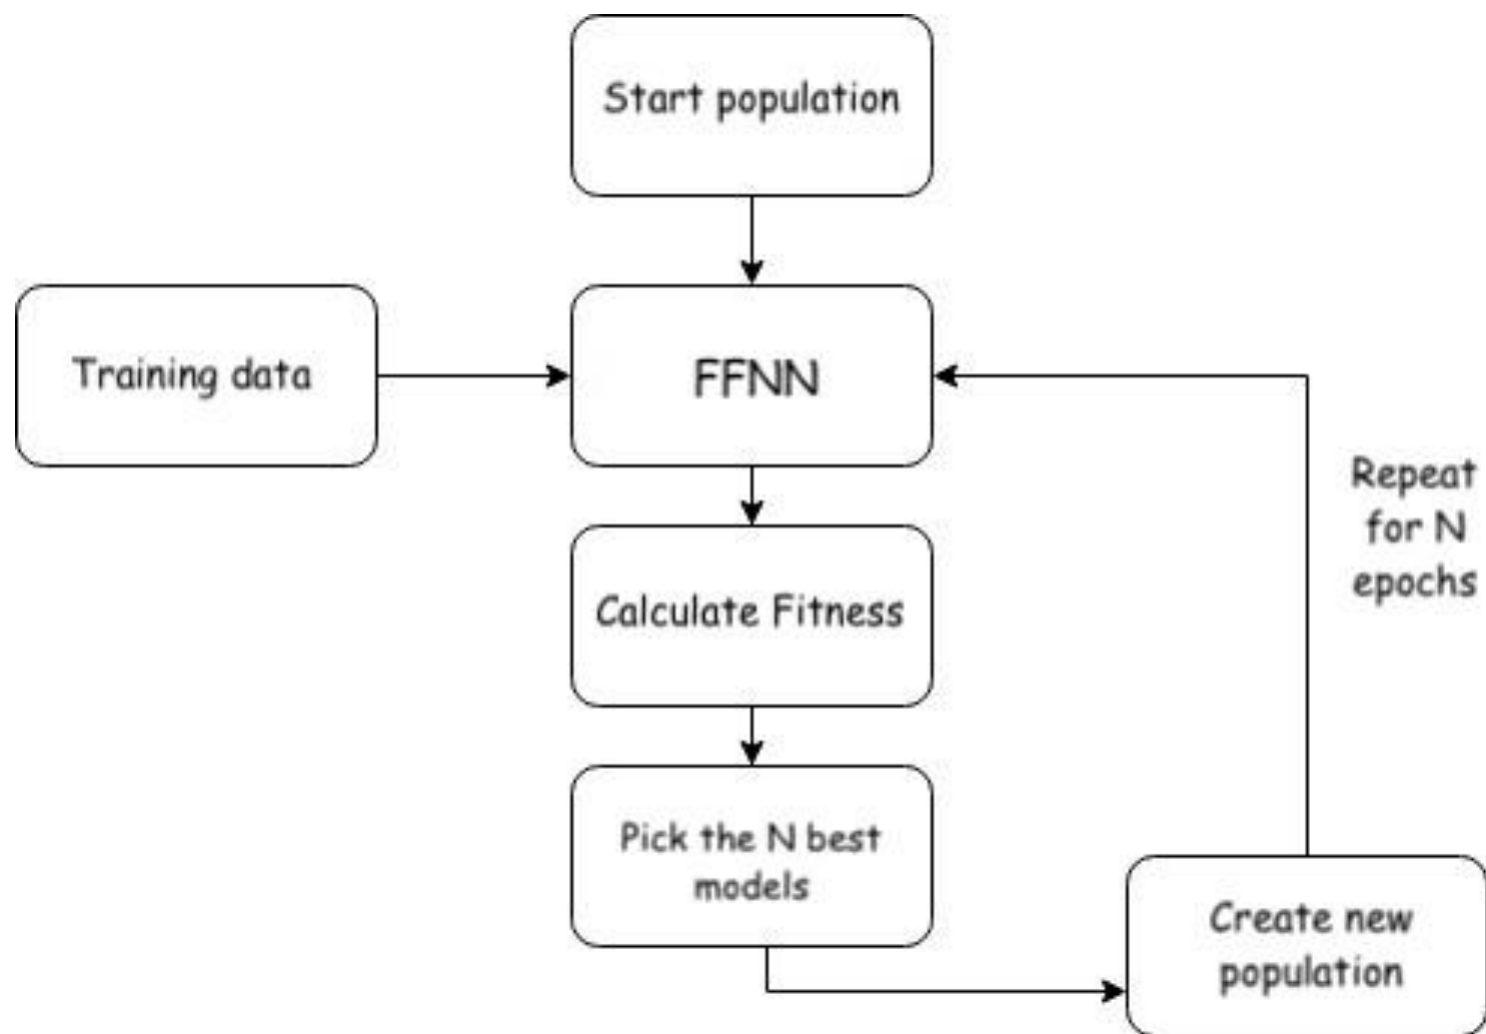 Start population
Training data
FFNN
Repeat
for N
epochs
Calculate Fitness
Pick the N best
models
Create new
population